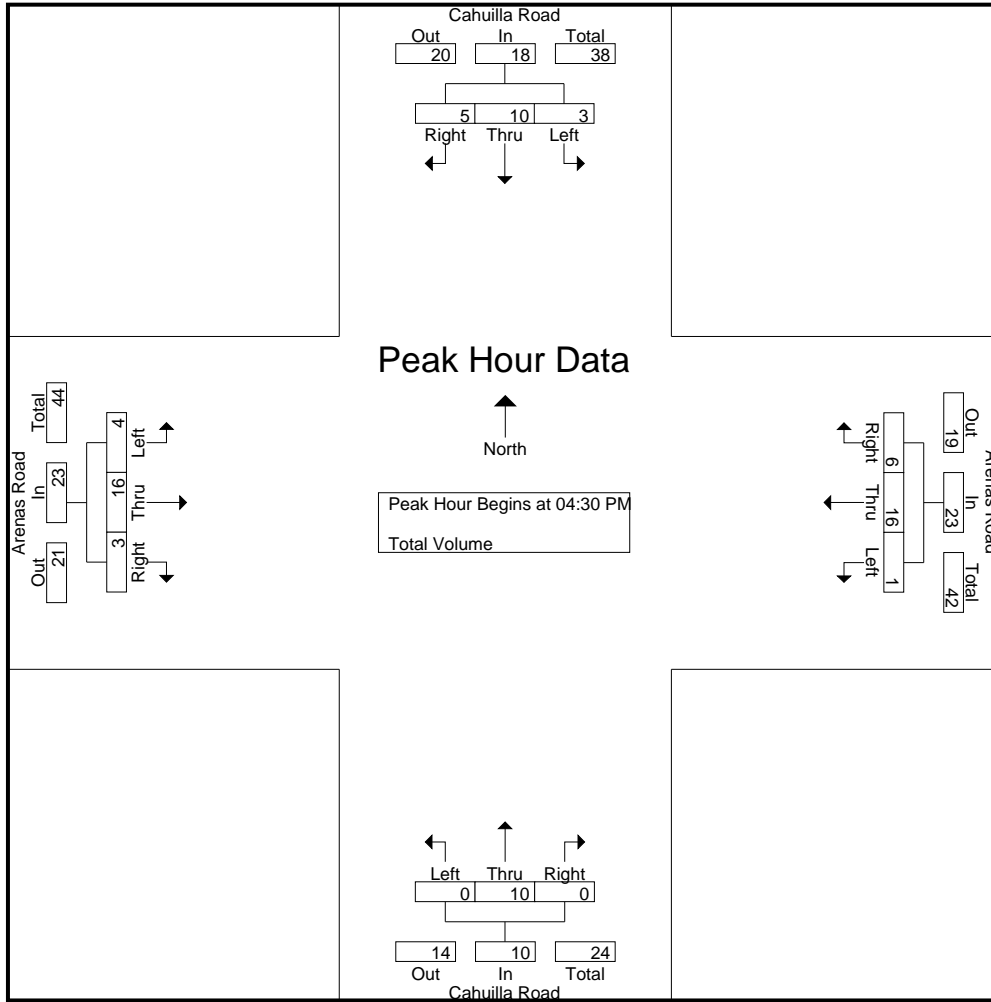 Cahuilla Road
Out In Total
20 18 38
5 10 3
Right Thru Left
Peak Hour Data
North
Peak Hour Begins at 04:30 PM
Total Volume
Arenas Road
Total In Out
44 23 21
4 16 3
Left Thru Right
Right Thru Left
6 16 1
Out In Total
19 23 42
Arenas Road
Left Thru Right
0 10 0
14 10 24
Out In Total
Cahuilla Road